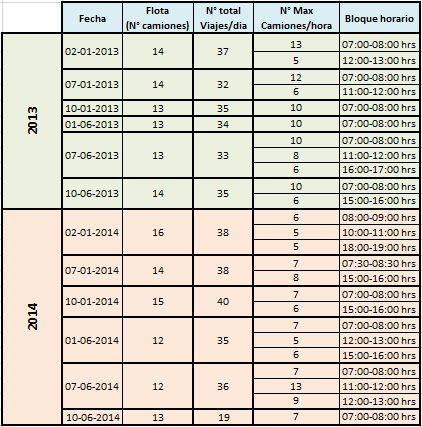 Fecha Flota (N° camiones) N° total Viajes/dia N° Max Camiones/hora Bloque horario
2013
02-01-2013 14 37 13 07:00-08:00 hrs
5 12:00-13:00 hrs
07-01-2013 14 32 12 07:00-08:00 hrs
6 11:00-12:00 hrs
10-01-2013 13 35 10 07:00-08:00 hrs
01-06-2013 13 34 10 07:00-08:00 hrs
07-06-2013 13 33 10 07:00-08:00 hrs
8 11:00-12:00 hrs
6 16:00-17:00 hrs
10-06-2013 14 35 10 07:00-08:00 hrs
6 15:00-16:00 hrs
2014
02-01-2014 16 38 6 08:00-09:00 hrs
5 10:00-11:00 hrs
5 18:00-19:00 hrs
07-01-2014 14 38 7 07:30-08:30 hrs
8 15:00-16:00 hrs
10-01-2014 15 40 7 07:00-08:00 hrs
6 15:00-16:00 hrs
01-06-2014 12 35 7 07:00-08:00 hrs
5 12:00-13:00 hrs
6 15:00-16:00 hrs
07-06-2014 12 36 7 07:00-08:00 hrs
13 11:00-12:00 hrs
9 12:00-13:00 hrs
10-06-2014 13 19 7 07:00-08:00 hrs